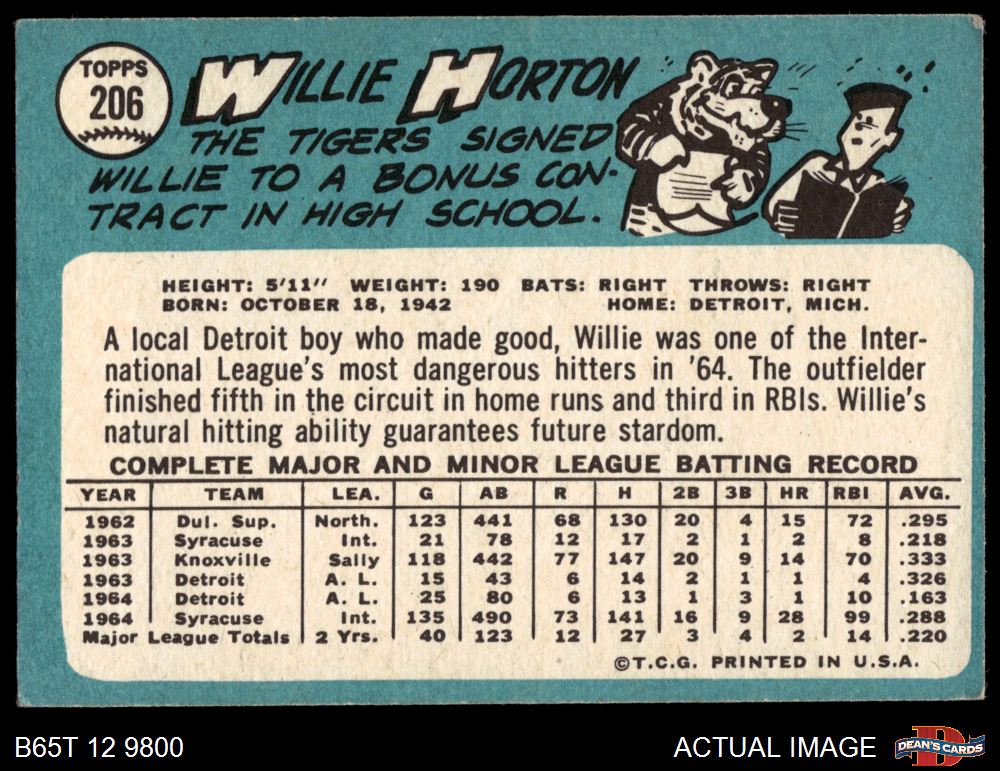 TOPPS
206
WILLIE HORTON
THE TIGERS SIGNED
WILLIE TO A BONUS CON-
TRACT IN HIGH SCHOOL.
HEIGHT: 5'11" WEIGHT: 190 BATS: RIGHT THROWS: RIGHT
BORN: OCTOBER 18, 1942 HOME: DETROIT, MICH.
A local Detroit boy who made good, Willie was one of the Inter-
national League's most dangerous hitters in '64. The outfielder
finished fifth in the circuit in home runs and third in RBIs. Willie's
natural hitting ability guarantees future stardom.
COMPLETE MAJOR AND MINOR LEAGUE BATTING RECORD
YEAR TEAM LEA. G AB R H 2B 3B HR RBI AVG.
1962 Dul. Sup. North. 123 441 68 130 20 4 15 72 .295
1963 Syracuse Int. 21 78 12 17 2 1 2 8 .218
1963 Knoxville Sally 118 442 77 147 20 9 14 70 .333
1963 Detroit A. L. 15 43 6 14 2 1 1 4 .326
1964 Detroit A. L. 25 80 6 13 1 3 1 10 .163
1964 Syracuse Int. 135 490 73 141 16 9 28 99 .288
Major League Totals 2 Yrs. 40 123 12 27 3 4 2 14 .220
©T.C.G. PRINTED IN U.S.A.
B65T 12 9800 ACTUAL IMAGE
DEAN'S CARDS